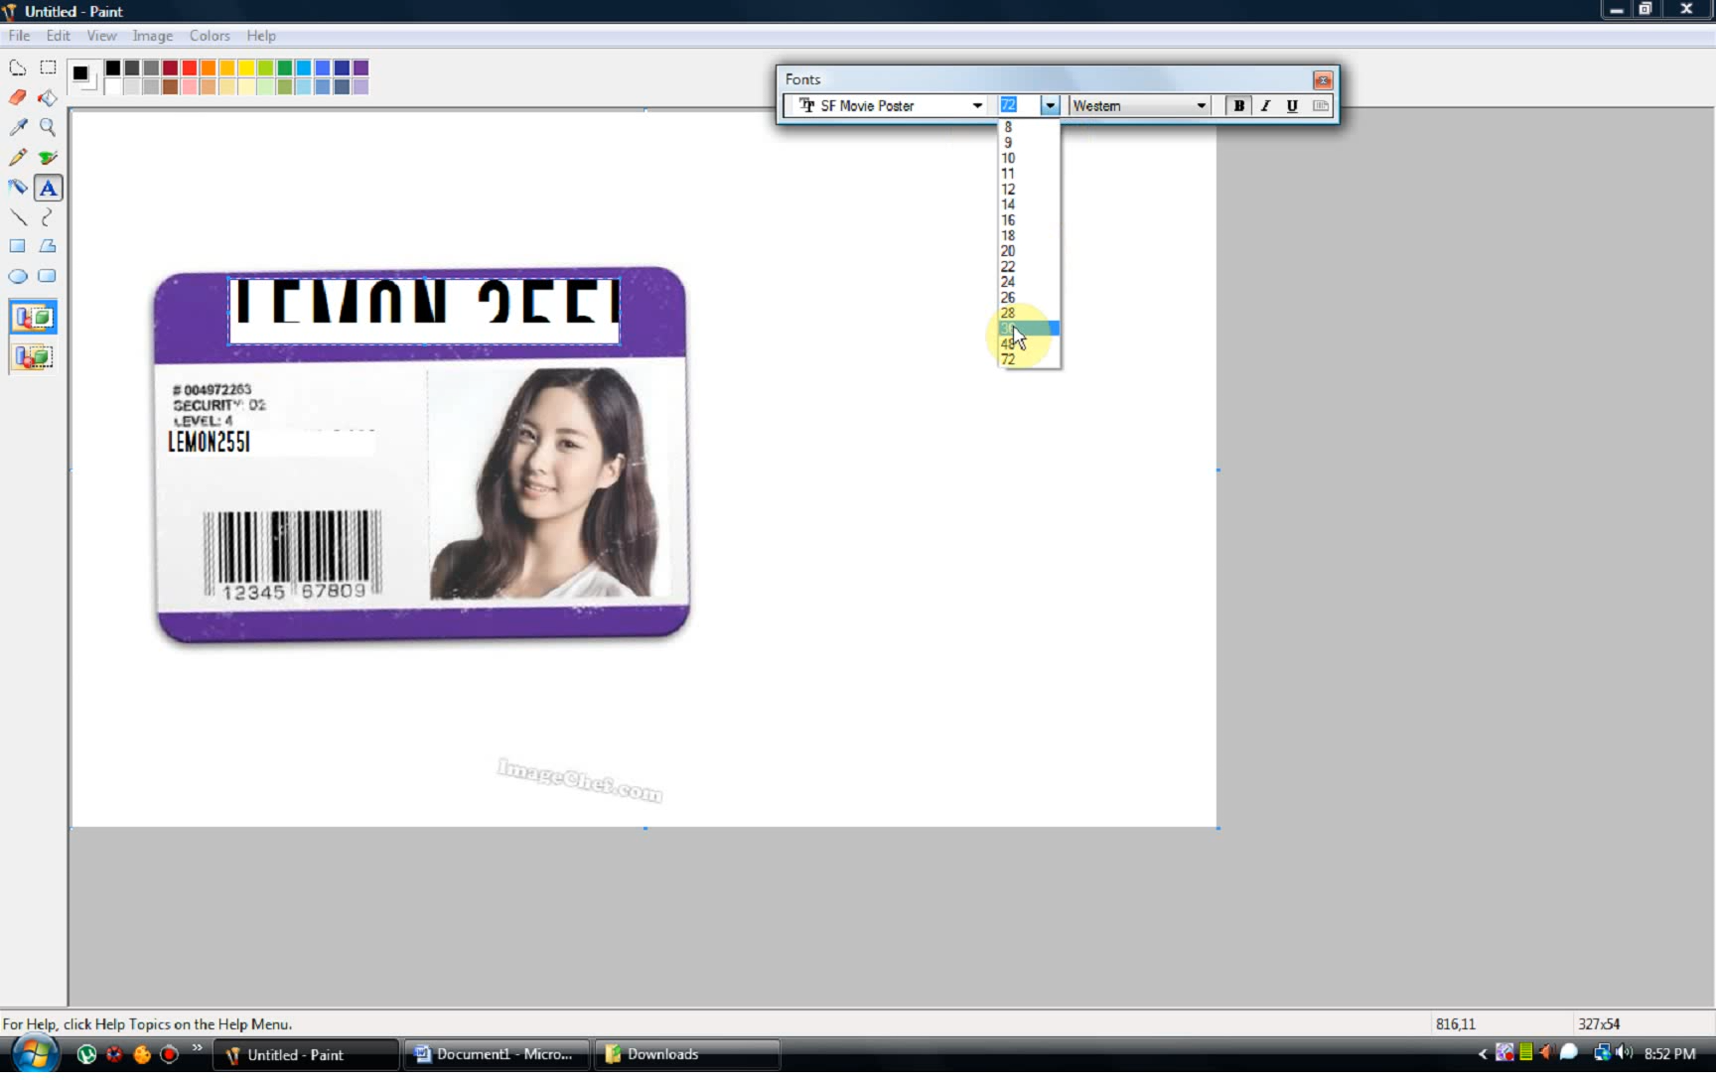 Untitled - Paint
File Edit View Image Colors Help
Fonts
SF Movie Poster 72 Western B I U
8
9
10
11
12
14
16
18
20
22
24
26
28
48
72
LEMON 255
# 004972263
SECURITY: 02
LEVEL: 4
LEMON255I
12345 67809
ImageChef.com
For Help, click Help Topics on the Help Menu.
816,11
327x54
Untitled - Paint
Document1 - Micro...
Downloads
8:52 PM